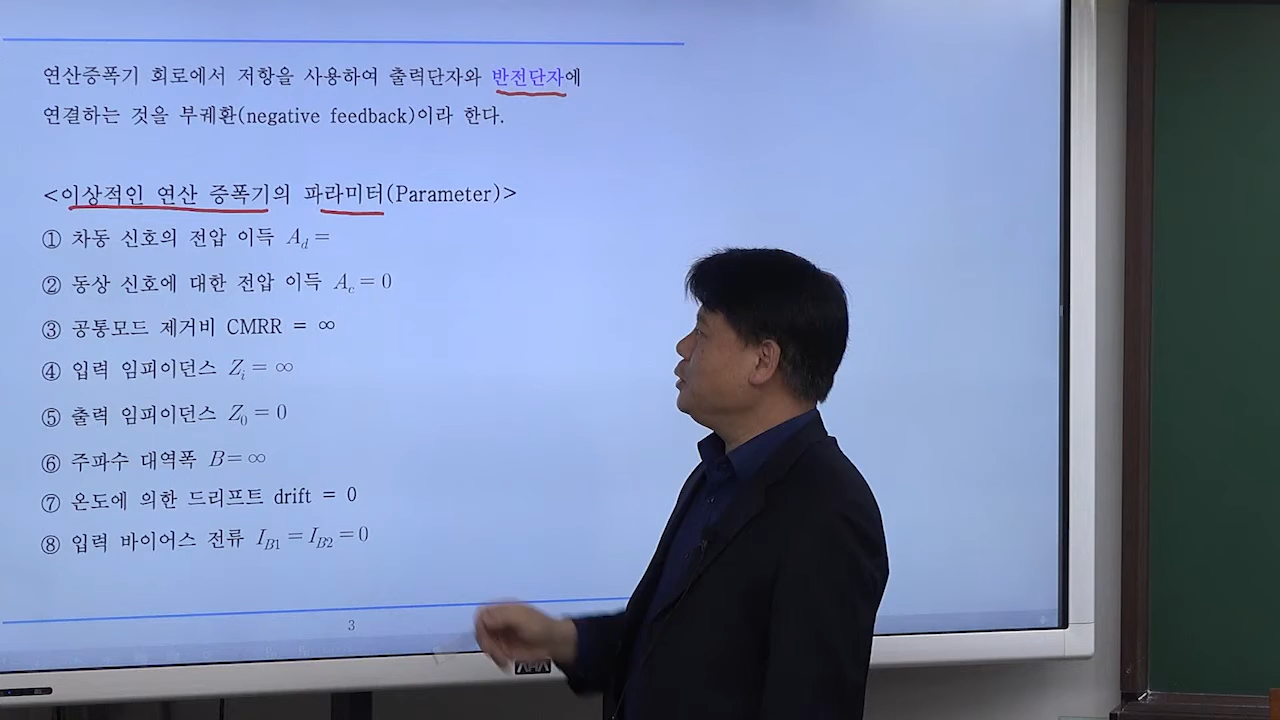 연산증폭기 회로에서 저항을 사용하여 출력단자와 반전단자에
연결하는 것을 부궤환(negative feedback)이라 한다.
<이상적인 연산 증폭기의 파라미터(Parameter)>
① 차동 신호의 전압 이득 A_d =
② 동상 신호에 대한 전압 이득 A_c = 0
③ 공통모드 제거비 CMRR = ∞
④ 입력 임피이던스 Z_i = ∞
⑤ 출력 임피이던스 Z_0 = 0
⑥ 주파수 대역폭 B = ∞
⑦ 온도에 의한 드리프트 drift = 0
⑧ 입력 바이어스 전류 I_{B1} = I_{B2} = 0
3
AHA